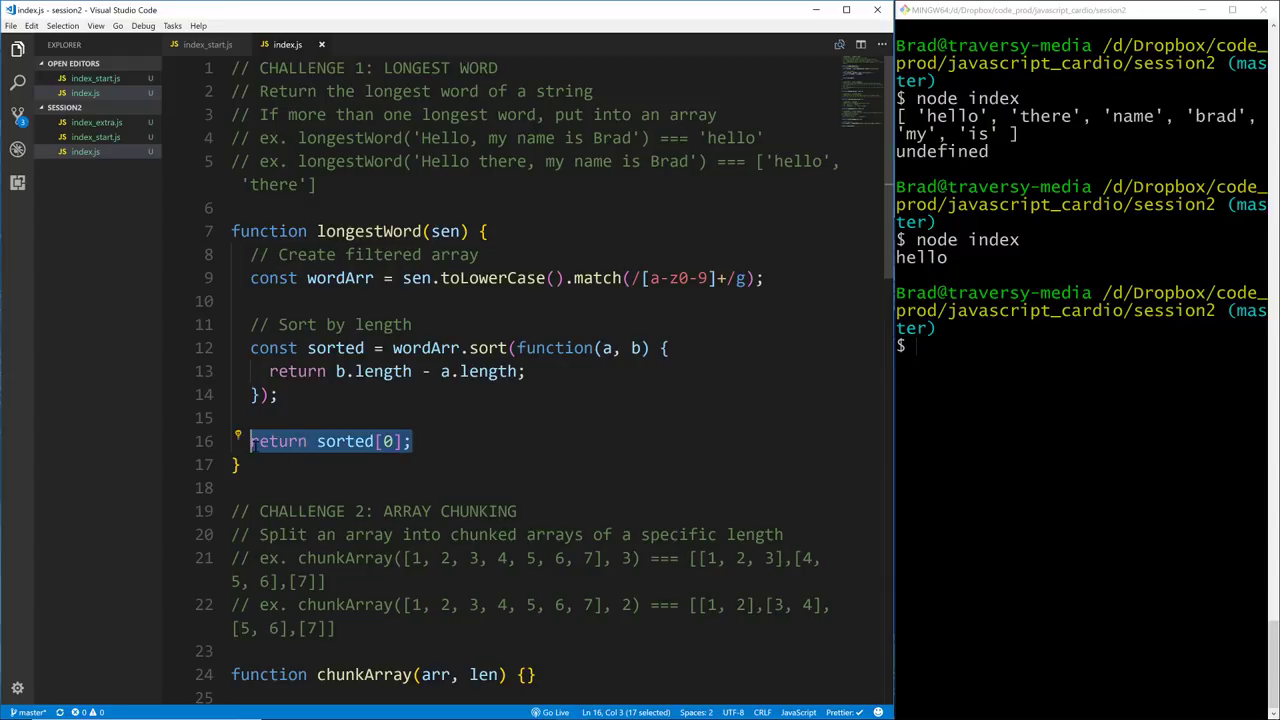 index.js - session2 - Visual Studio Code
File Edit Selection View Go Debug Tasks Help
EXPLORER
OPEN EDITORS
index_start.js U
index.js U
SESSION2
index_extra.js U
index_start.js U
index.js U
3
index_start.js index.js
1 // CHALLENGE 1: LONGEST WORD
2 // Return the longest word of a string
3 // If more than one longest word, put into an array
4 // ex. longestWord('Hello, my name is Brad') === 'hello'
5 // ex. longestWord('Hello there, my name is Brad') === ['hello',
'there']
6
7 function longestWord(sen) {
8 // Create filtered array
9 const wordArr = sen.toLowerCase().match(/[a-z0-9]+/g);
10
11 // Sort by length
12 const sorted = wordArr.sort(function(a, b) {
13 return b.length - a.length;
14 });
15
16 return sorted[0];
17 }
18
19 // CHALLENGE 2: ARRAY CHUNKING
20 // Split an array into chunked arrays of a specific length
21 // ex. chunkArray([1, 2, 3, 4, 5, 6, 7], 3) === [[1, 2, 3],[4,
5, 6],[7]]
22 // ex. chunkArray([1, 2, 3, 4, 5, 6, 7], 2) === [[1, 2],[3, 4],
[5, 6],[7]]
23
24 function chunkArray(arr, len) {}
25
master* 0 0 Go Live Ln 16, Col 3 (17 selected) Spaces: 2 UTF-8 CRLF JavaScript Prettier: ✓
MINGW64:/d/Dropbox/code_prod/javascript_cardio/session2
Brad@traversy-media /d/Dropbox/code_
prod/javascript_cardio/session2 (mas
ter)
$ node index
[ 'hello', 'there', 'name', 'brad',
'my', 'is' ]
undefined
Brad@traversy-media /d/Dropbox/code_
prod/javascript_cardio/session2 (mas
ter)
$ node index
hello
Brad@traversy-media /d/Dropbox/code_
prod/javascript_cardio/session2 (mas
ter)
$